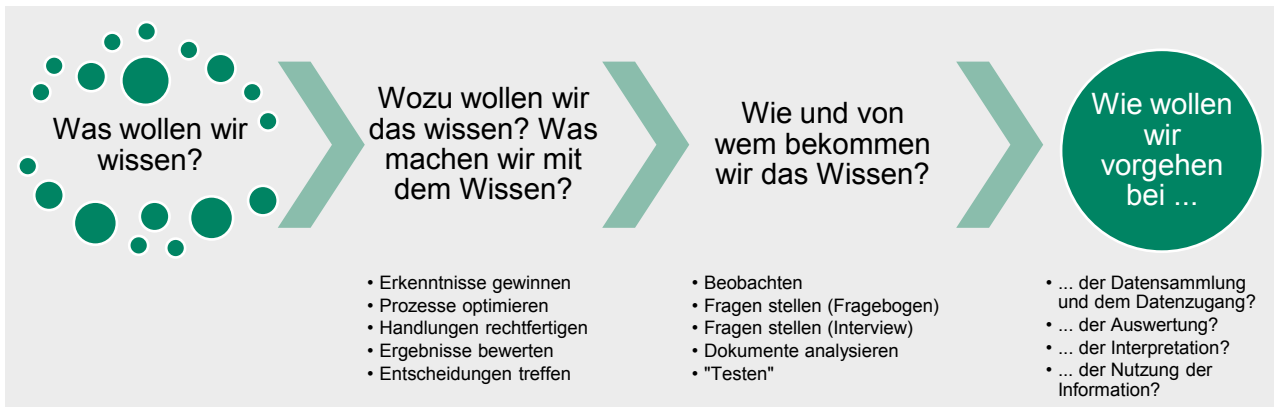 Was wollen wir
wissen?
Wozu wollen wir
das wissen? Was
machen wir mit
dem Wissen?
• Erkenntnisse gewinnen
• Prozesse optimieren
• Handlungen rechtfertigen
• Ergebnisse bewerten
• Entscheidungen treffen
Wie und von
wem bekommen
wir das Wissen?
• Beobachten
• Fragen stellen (Fragebogen)
• Fragen stellen (Interview)
• Dokumente analysieren
• "Testen"
Wie wollen
wir
vorgehen
bei ...
• ... der Datensammlung
und dem Datenzugang?
• ... der Auswertung?
• ... der Interpretation?
• ... der Nutzung der
Information?